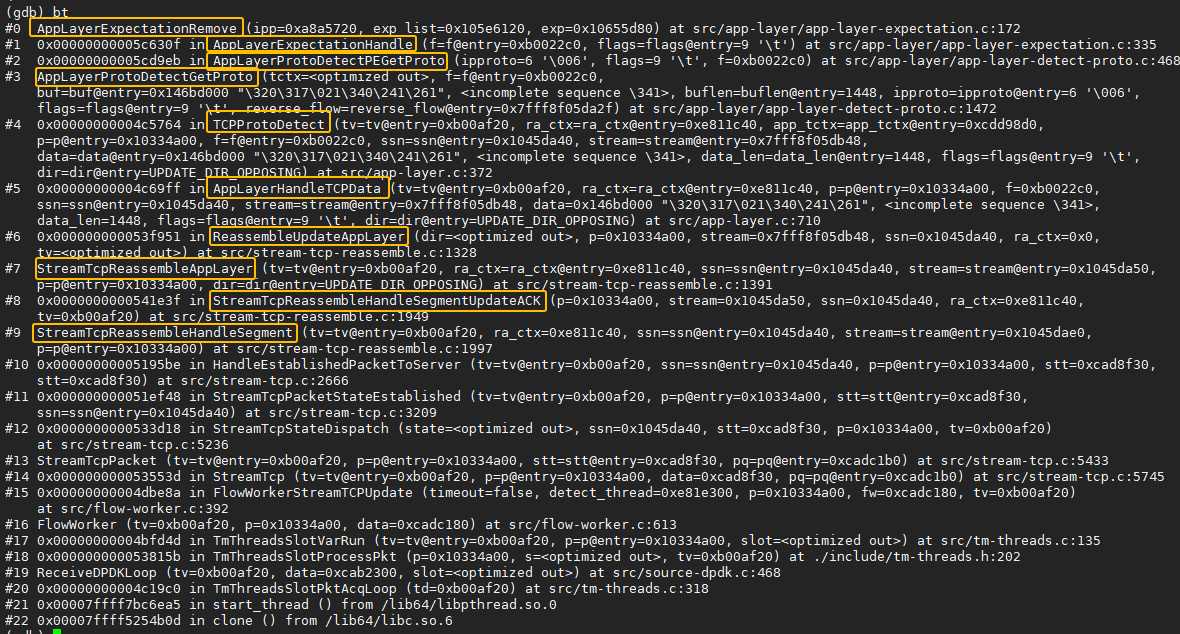 (gdb) bt
#0  AppLayerExpectationRemove (ipp=0xa8a5720, exp_list=0x105e6120, exp=0x10655d80) at src/app-layer/app-layer-expectation.c:172
#1  0x00000000005c630f in AppLayerExpectationHandle (f=f@entry=0xb0022c0, flags=flags@entry=9 '\t') at src/app-layer/app-layer-expectation.c:335
#2  0x00000000005cd9eb in AppLayerProtoDetectPEGetProto (ipproto=6 '\006', flags=9 '\t', f=0xb0022c0) at src/app-layer/app-layer-detect-proto.c:468
#3  AppLayerProtoDetectGetProto (tctx=<optimized out>, f=f@entry=0xb0022c0,
buf=buf@entry=0x146bd000 "\320\317\021\340\241\261", <incomplete sequence \341>, buflen=buflen@entry=1448, ipproto=ipproto@entry=6 '\006',
flags=flags@entry=9 '\t', reverse_flow=reverse_flow@entry=0x7fff8f05da2f) at src/app-layer/app-layer-detect-proto.c:1472
#4  0x00000000004c5764 in TCPProtoDetect (tv=tv@entry=0xb00af20, ra_ctx=ra_ctx@entry=0xe811c40, app_tctx=app_tctx@entry=0xcdd98d0,
p=p@entry=0x10334a00, f=f@entry=0xb0022c0, ssn=ssn@entry=0x1045da40, stream=stream@entry=0x7fff8f05db48,
data=data@entry=0x146bd000 "\320\317\021\340\241\261", <incomplete sequence \341>, data_len=data_len@entry=1448, flags=flags@entry=9 '\t',
dir=dir@entry=UPDATE_DIR_OPPOSING) at src/app-layer.c:372
#5  0x00000000004c69ff in AppLayerHandleTCPData (tv=tv@entry=0xb00af20, ra_ctx=ra_ctx@entry=0xe811c40, p=p@entry=0x10334a00, f=0xb0022c0,
ssn=ssn@entry=0x1045da40, stream=stream@entry=0x7fff8f05db48, data=0x146bd000 "\320\317\021\340\241\261", <incomplete sequence \341>,
data_len=1448, flags=flags@entry=9 '\t', dir=dir@entry=UPDATE_DIR_OPPOSING) at src/app-layer.c:710
#6  0x000000000053f951 in ReassembleUpdateAppLayer (dir=<optimized out>, p=0x10334a00, stream=0x7fff8f05db48, ssn=0x1045da40, ra_ctx=0x0,
tv=<optimized out>) at src/stream-tcp-reassemble.c:1328
#7  StreamTcpReassembleAppLayer (tv=tv@entry=0xb00af20, ra_ctx=ra_ctx@entry=0xe811c40, ssn=ssn@entry=0x1045da40, stream=stream@entry=0x1045da50,
p=p@entry=0x10334a00, dir=dir@entry=UPDATE_DIR_OPPOSING) at src/stream-tcp-reassemble.c:1391
#8  0x0000000000541e3f in StreamTcpReassembleHandleSegmentUpdateACK (p=0x10334a00, stream=0x1045da50, ssn=0x1045da40, ra_ctx=0xe811c40,
tv=0xb00af20) at src/stream-tcp-reassemble.c:1949
#9  StreamTcpReassembleHandleSegment (tv=tv@entry=0xb00af20, ra_ctx=0xe811c40, ssn=ssn@entry=0x1045da40, stream=stream@entry=0x1045dae0,
p=p@entry=0x10334a00) at src/stream-tcp-reassemble.c:1997
#10 0x00000000005195be in HandleEstablishedPacketToServer (tv=tv@entry=0xb00af20, ssn=ssn@entry=0x1045da40, p=p@entry=0x10334a00, stt=0xcad8f30,
stt=0xcad8f30) at src/stream-tcp.c:2666
#11 0x000000000051ef48 in StreamTcpPacketStateEstablished (tv=tv@entry=0xb00af20, p=p@entry=0x10334a00, stt=stt@entry=0xcad8f30,
ssn=ssn@entry=0x1045da40) at src/stream-tcp.c:3209
#12 0x0000000000533d18 in StreamTcpStateDispatch (state=<optimized out>, ssn=0x1045da40, stt=0xcad8f30, p=0x10334a00, tv=0xb00af20)
at src/stream-tcp.c:5236
#13 StreamTcpPacket (tv=tv@entry=0xb00af20, p=p@entry=0x10334a00, stt=stt@entry=0xcad8f30, pq=pq@entry=0xcadc1b0) at src/stream-tcp.c:5433
#14 0x000000000053553d in StreamTcp (tv=tv@entry=0xb00af20, p=p@entry=0x10334a00, data=0xcad8f30, pq=pq@entry=0xcadc1b0) at src/stream-tcp.c:5745
#15 0x00000000004dbe8a in FlowWorkerStreamTCPUpdate (timeout=false, detect_thread=0xe81e300, p=0x10334a00, fw=0xcadc180, tv=0xb00af20)
at src/flow-worker.c:392
#16 FlowWorker (tv=0xb00af20, p=0x10334a00, data=0xcadc180) at src/flow-worker.c:613
#17 0x00000000004bfd4d in TmThreadsSlotVarRun (tv=tv@entry=0xb00af20, p=p@entry=0x10334a00, slot=<optimized out>) at src/tm-threads.c:135
#18 0x000000000053815b in TmThreadsSlotProcessPkt (p=0x10334a00, s=<optimized out>, tv=0xb00af20) at ./include/tm-threads.h:202
#19 ReceiveDPDKLoop (tv=0xb00af20, data=0xcab2300, slot=<optimized out>) at src/source-dpdk.c:468
#20 0x00000000004c19c0 in TmThreadsSlotPktAcqLoop (td=0xb00af20) at src/tm-threads.c:318
#21 0x00007ffff7bc6ea5 in start_thread () from /lib64/libpthread.so.0
#22 0x00007ffff5254b0d in clone () from /lib64/libc.so.6
(gdb)